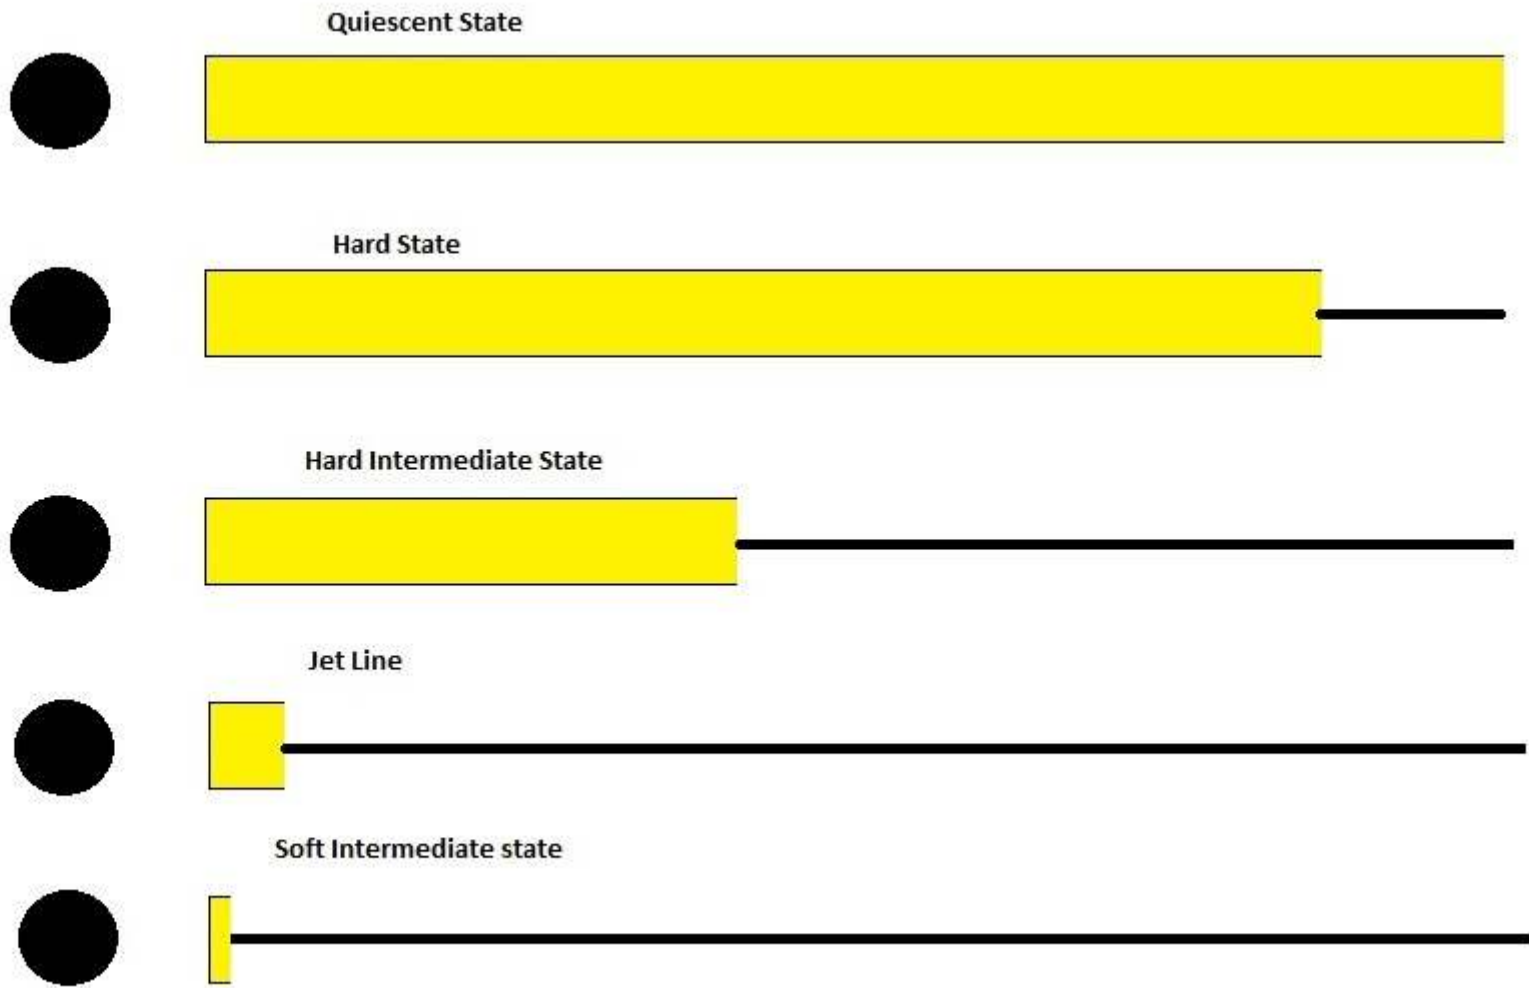 Quiescent State
Hard State
Hard Intermediate State
Jet Line
Soft Intermediate state